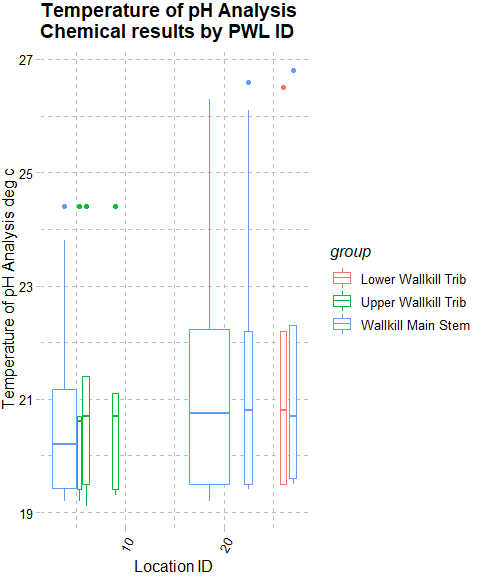 Temperature of pH Analysis
Chemical results by PWL ID
Temperature of pH Analysis deg c
27
25
23
21
19
10
20
Location ID
group
Lower Wallkill Trib
Upper Wallkill Trib
Wallkill Main Stem